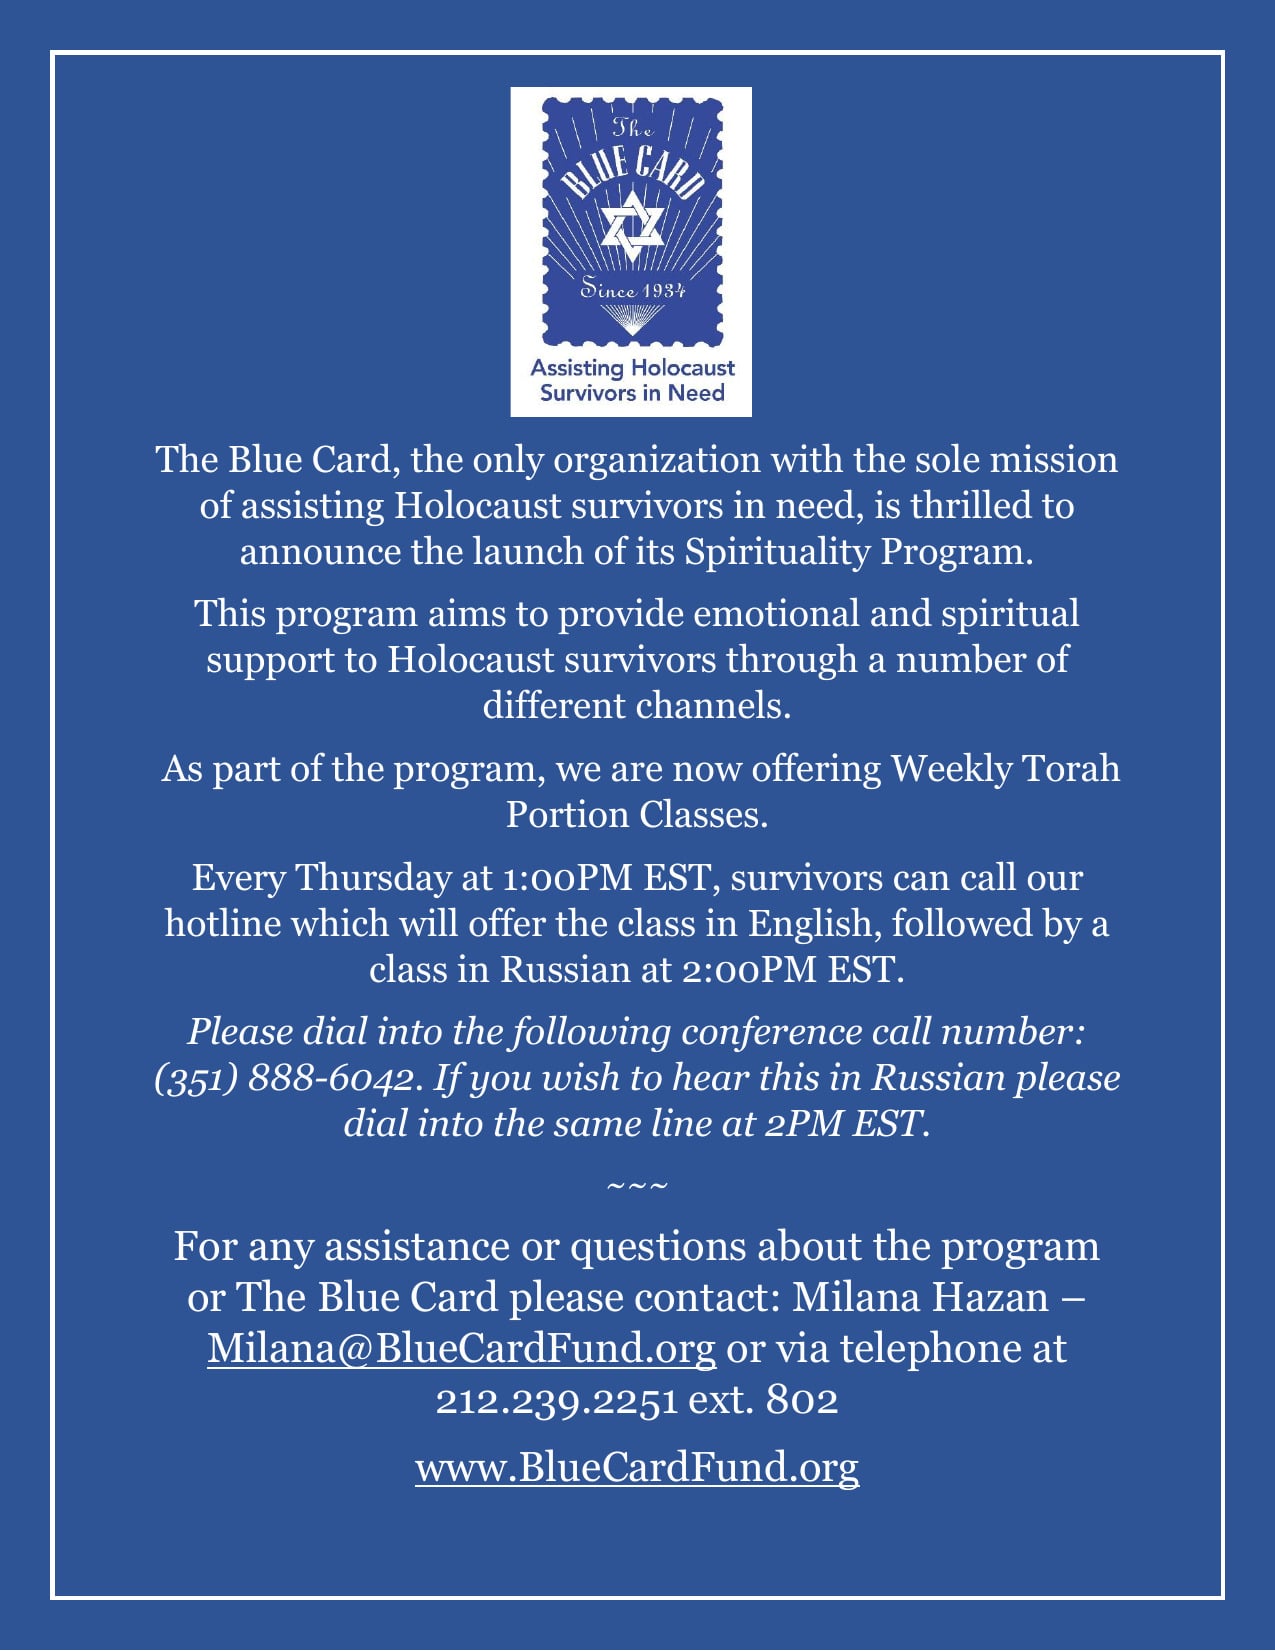 The
BLUE CARD
Since 1934
Assisting Holocaust
Survivors in Need
The Blue Card, the only organization with the sole mission
of assisting Holocaust survivors in need, is thrilled to
announce the launch of its Spirituality Program.
This program aims to provide emotional and spiritual
support to Holocaust survivors through a number of
different channels.
As part of the program, we are now offering Weekly Torah
Portion Classes.
Every Thursday at 1:00PM EST, survivors can call our
hotline which will offer the class in English, followed by a
class in Russian at 2:00PM EST.
Please dial into the following conference call number:
(351) 888-6042. If you wish to hear this in Russian please
dial into the same line at 2PM EST.
~~~
For any assistance or questions about the program
or The Blue Card please contact: Milana Hazan –
Milana@BlueCardFund.org or via telephone at
212.239.2251 ext. 802
www.BlueCardFund.org